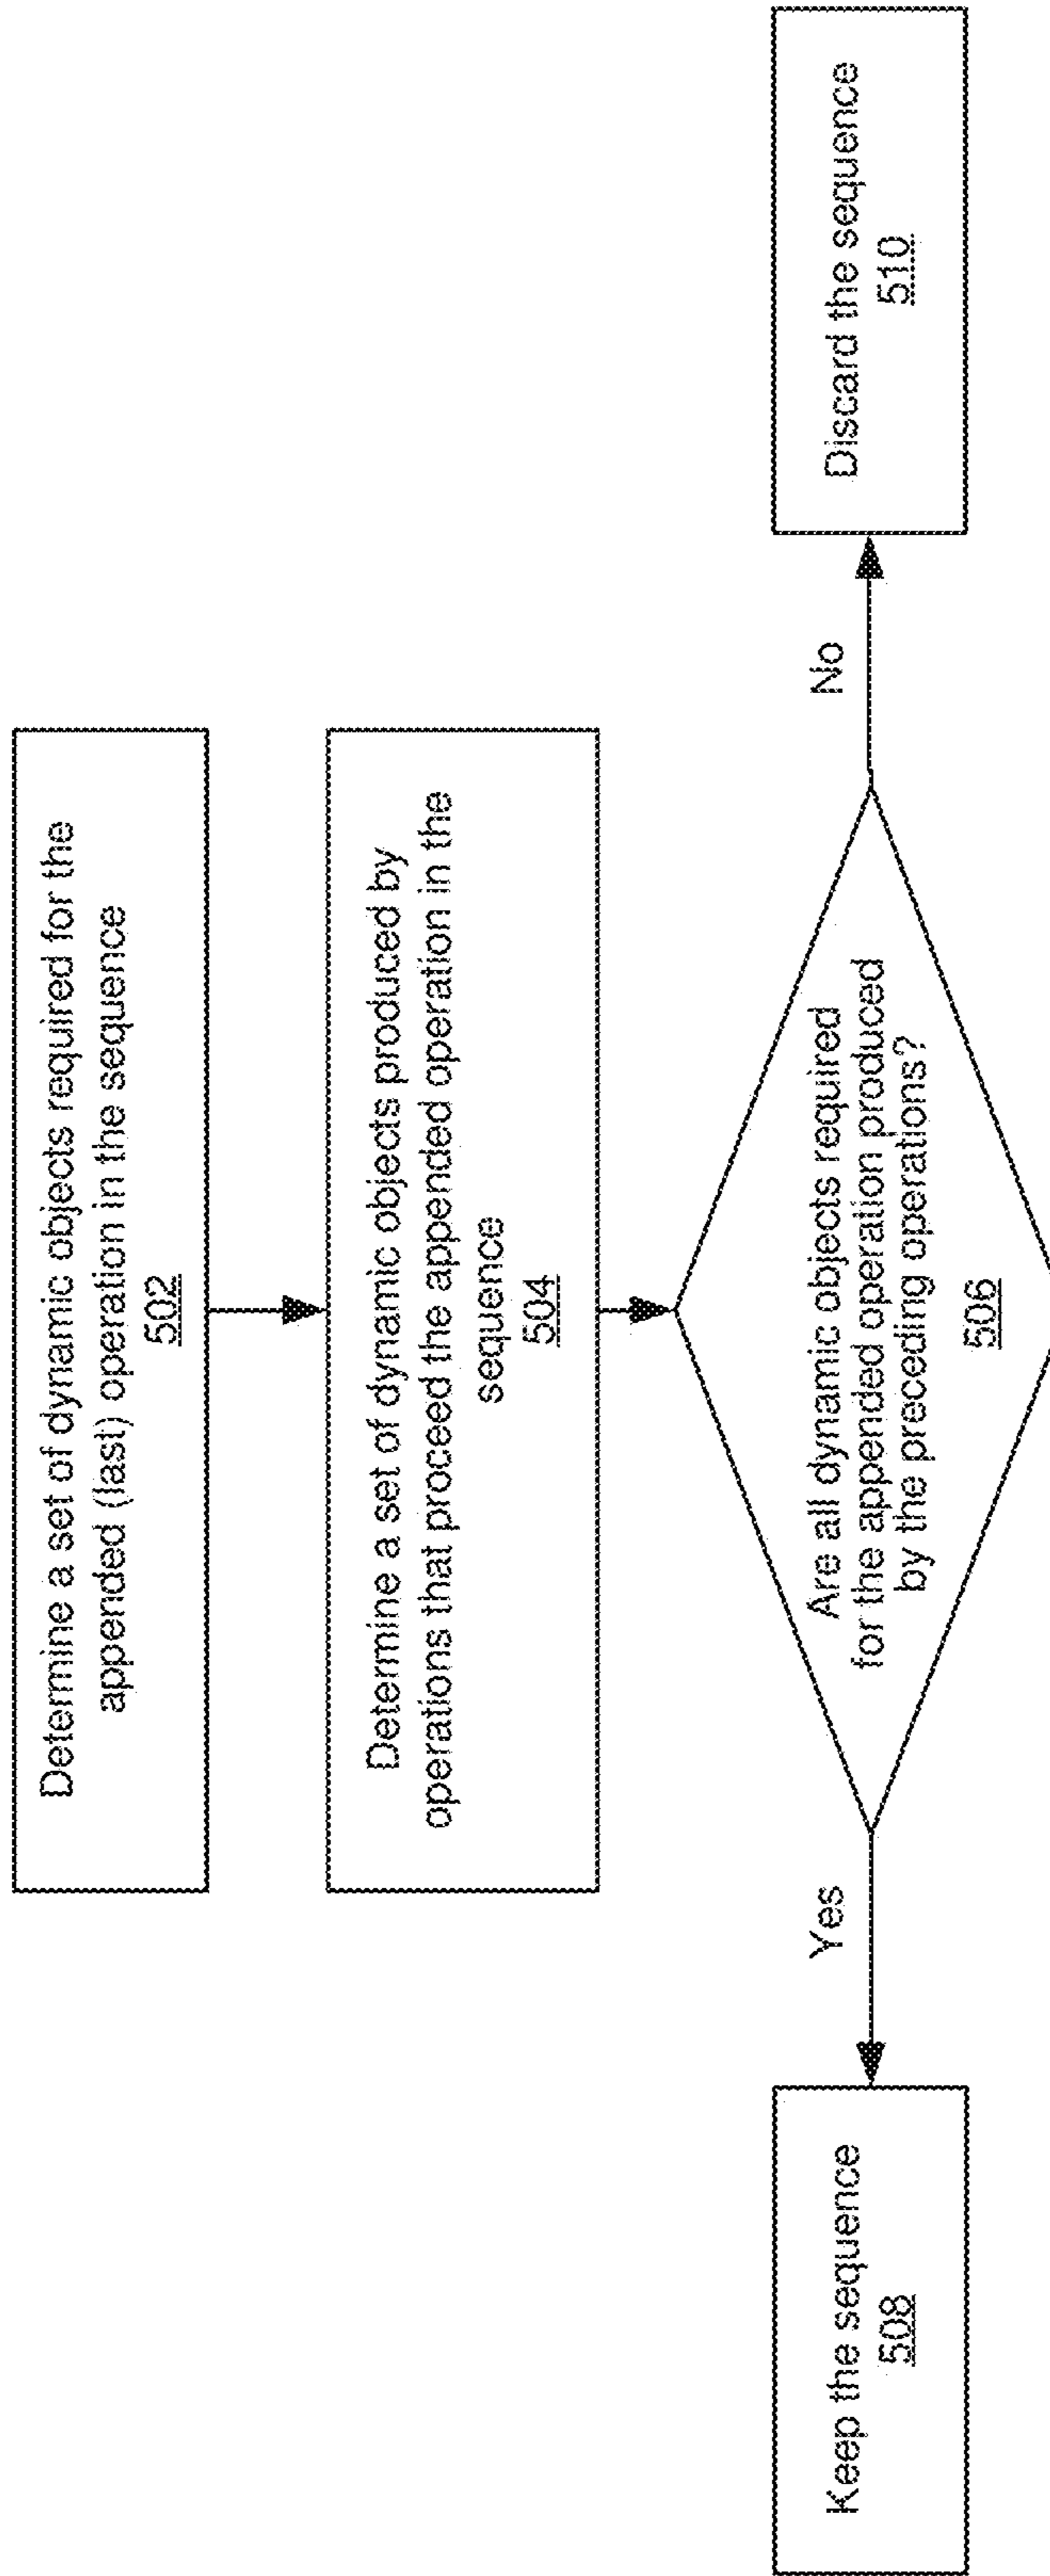 Determine a set of dynamic objects required for the
appended (last) operation in the sequence
502
Determine a set of dynamic objects produced by
operations that proceed the appended operation in the
sequence
504
Are all dynamic objects required
for the appended operation produced
by the preceding operations?
506
Yes
No
Keep the sequence
508
Discard the sequence
510